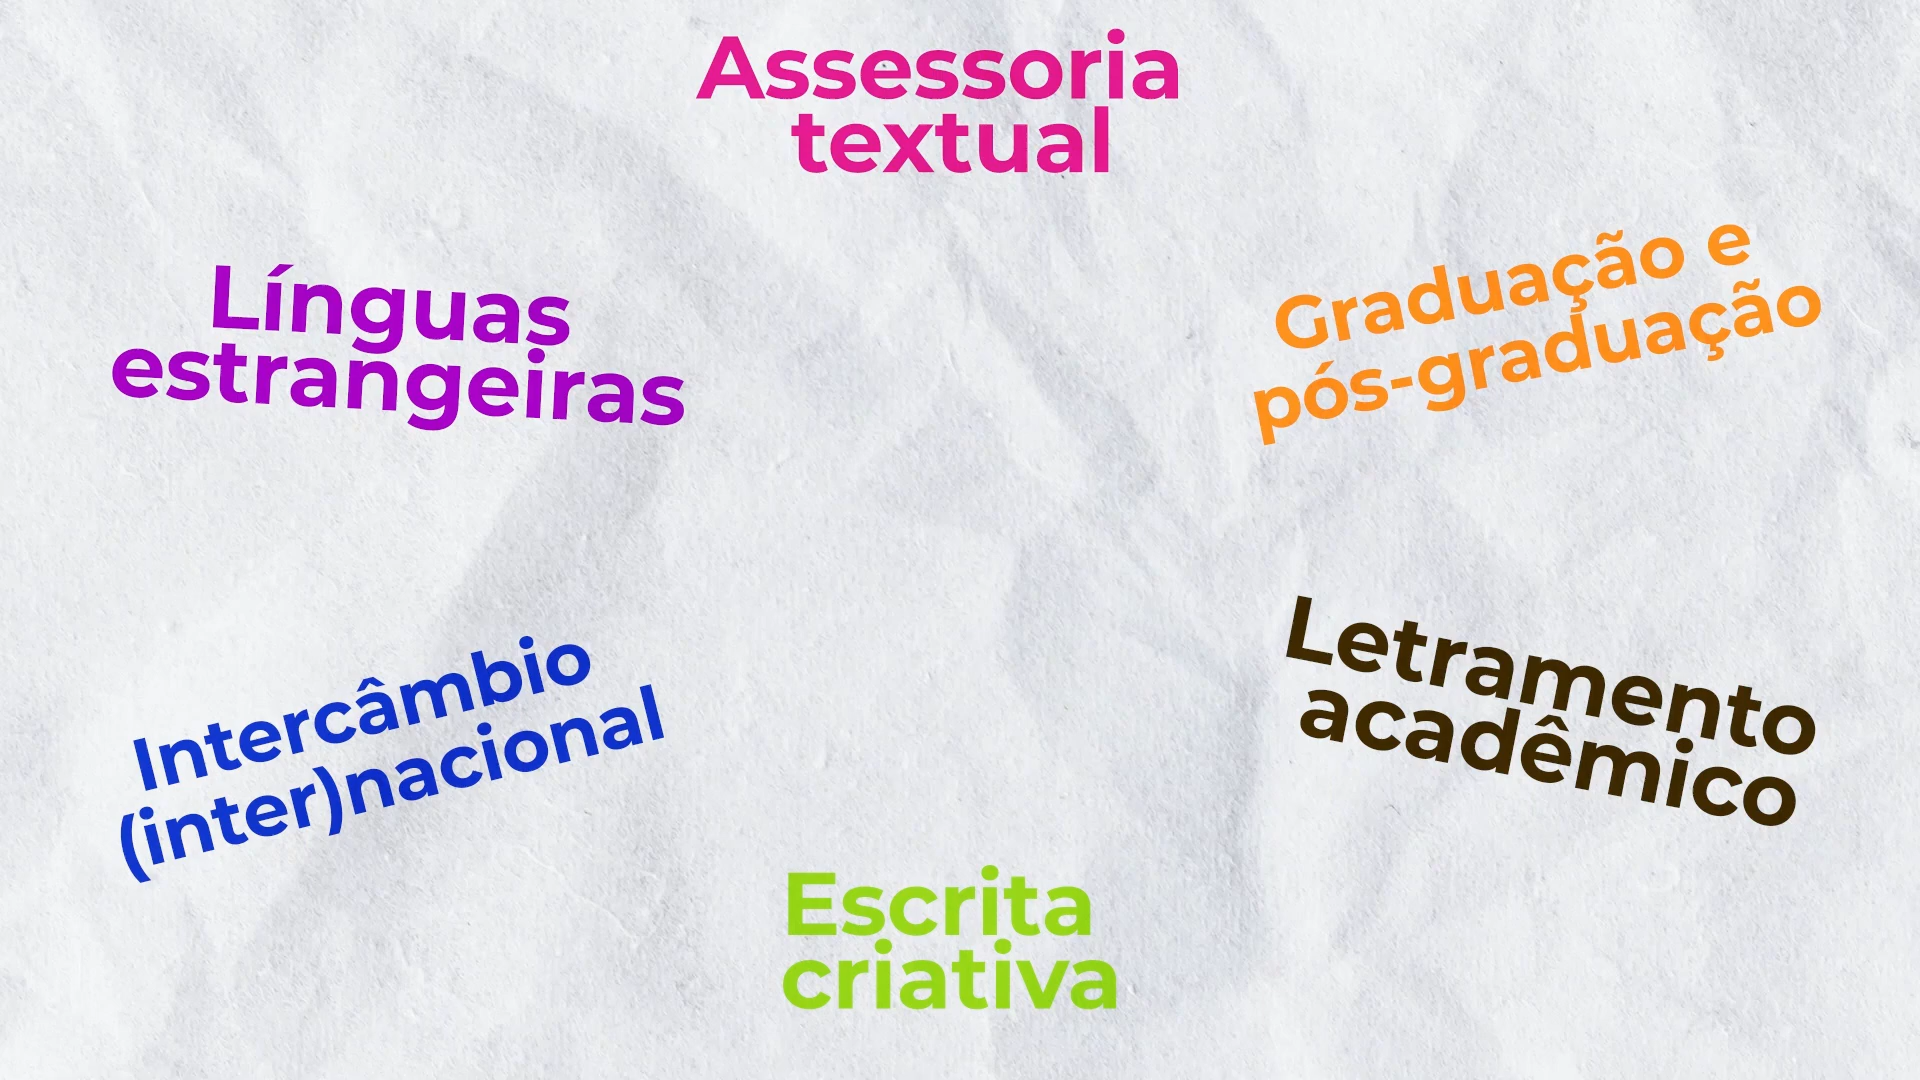 Assessoria
textual
Línguas
estrangeiras
Graduação e
pós-graduação
Intercâmbio
(inter)nacional
Letramento
acadêmico
Escrita
criativa